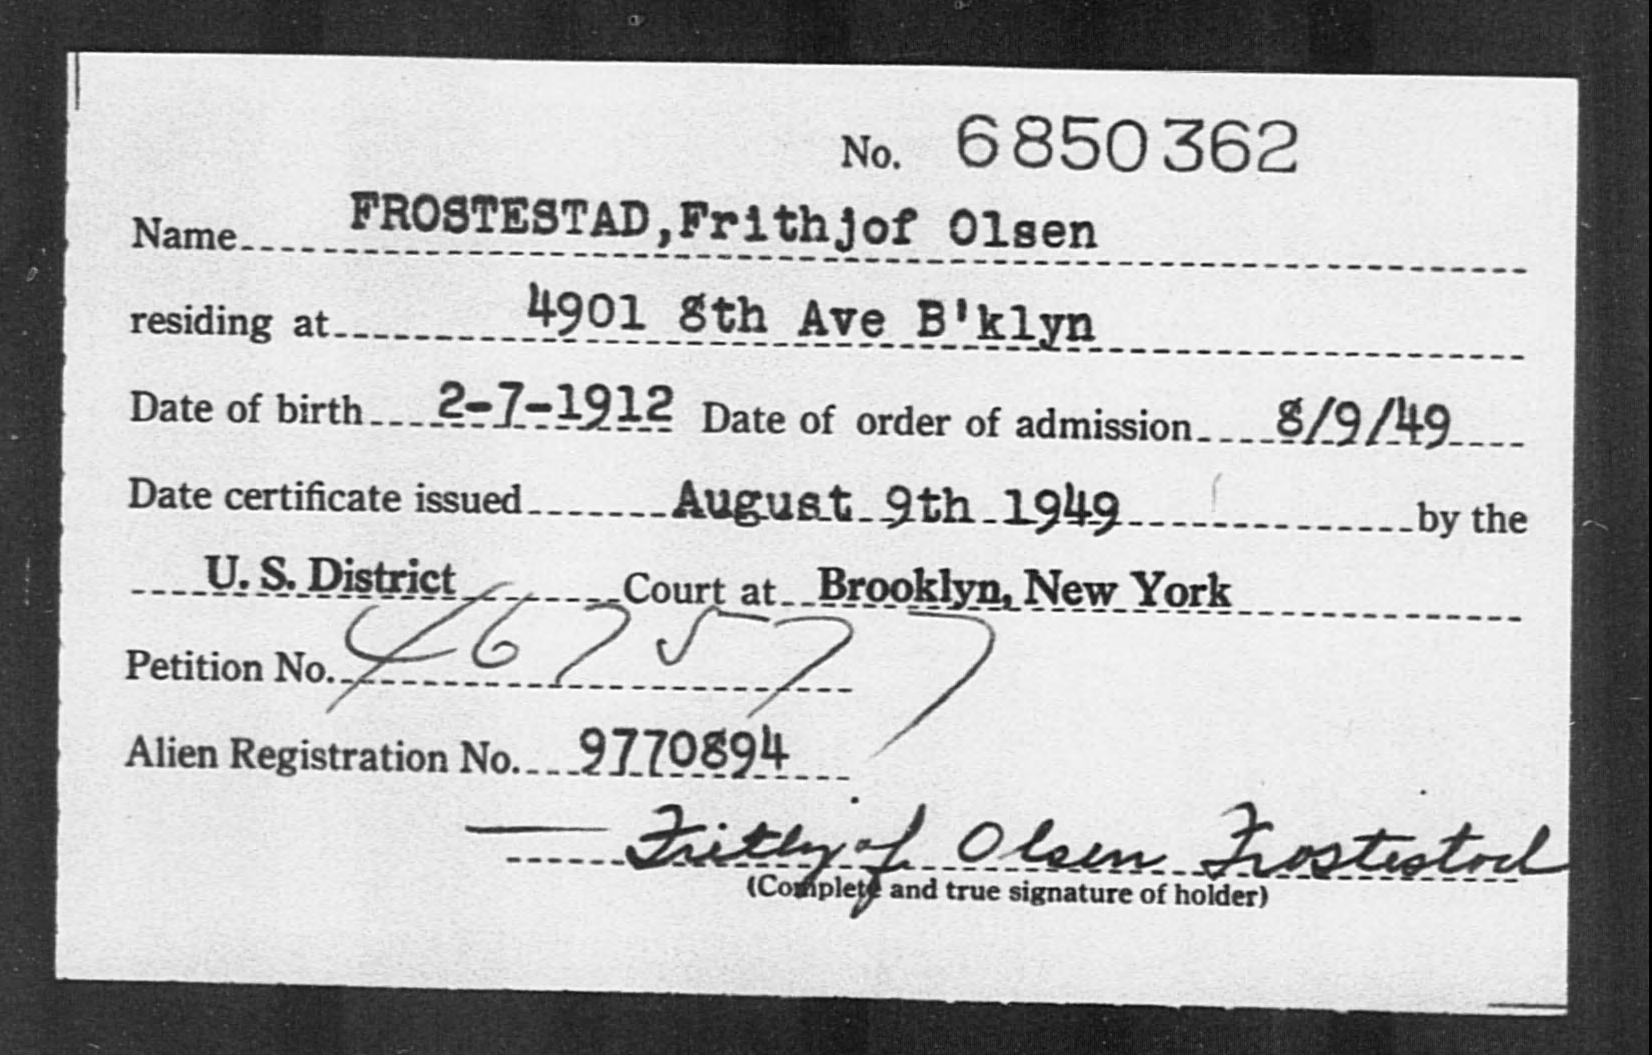 No. 6850362
Name FROSTESTAD,Frithjof Olsen
residing at 4901 8th Ave B'klyn
Date of birth 2-7-1912 Date of order of admission 8/9/49
Date certificate issued August 9th 1949 by the
U. S. District Court at Brooklyn, New York
Petition No. 467577
Alien Registration No. 9770894
Frithjof Olsen Frostestad
(Complete and true signature of holder)